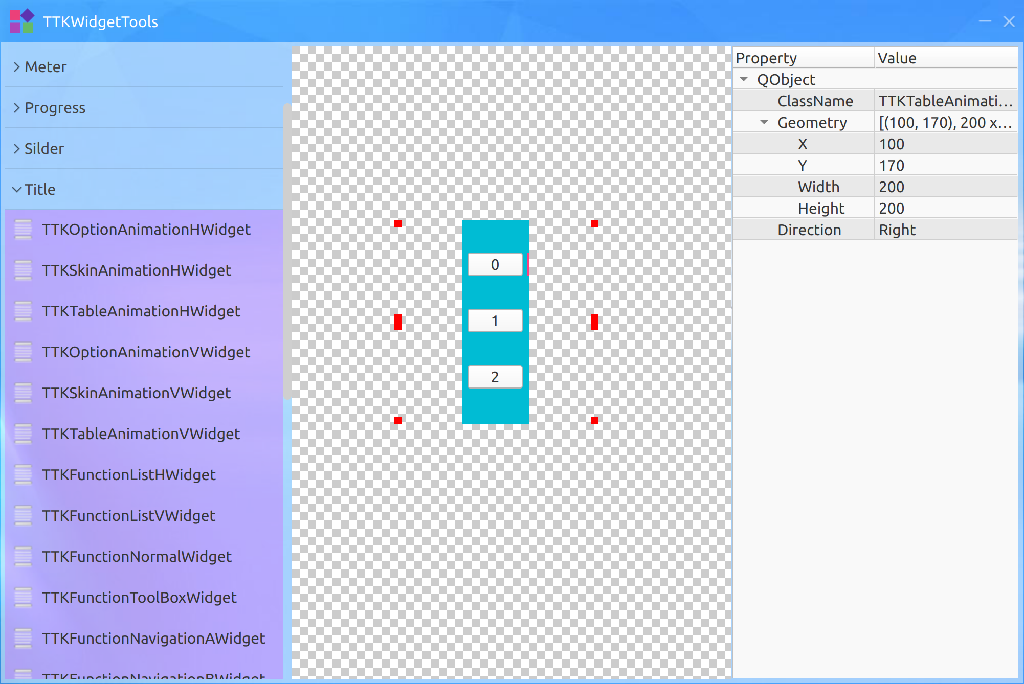 TTKWidgetTools
Meter
Progress
Silder
Title
TTKOptionAnimationHWidget
TTKSkinAnimationHWidget
TTKTableAnimationHWidget
TTKOptionAnimationVWidget
TTKSkinAnimationVWidget
TTKTableAnimationVWidget
TTKFunctionListHWidget
TTKFunctionListVWidget
TTKFunctionNormalWidget
TTKFunctionToolBoxWidget
TTKFunctionNavigationAWidget
TTKFunctionNavigationBWidget
0
1
2
Property Value
QObject
ClassName TTKTableAnimati...
Geometry [(100, 170), 200 x...
X 100
Y 170
Width 200
Height 200
Direction Right